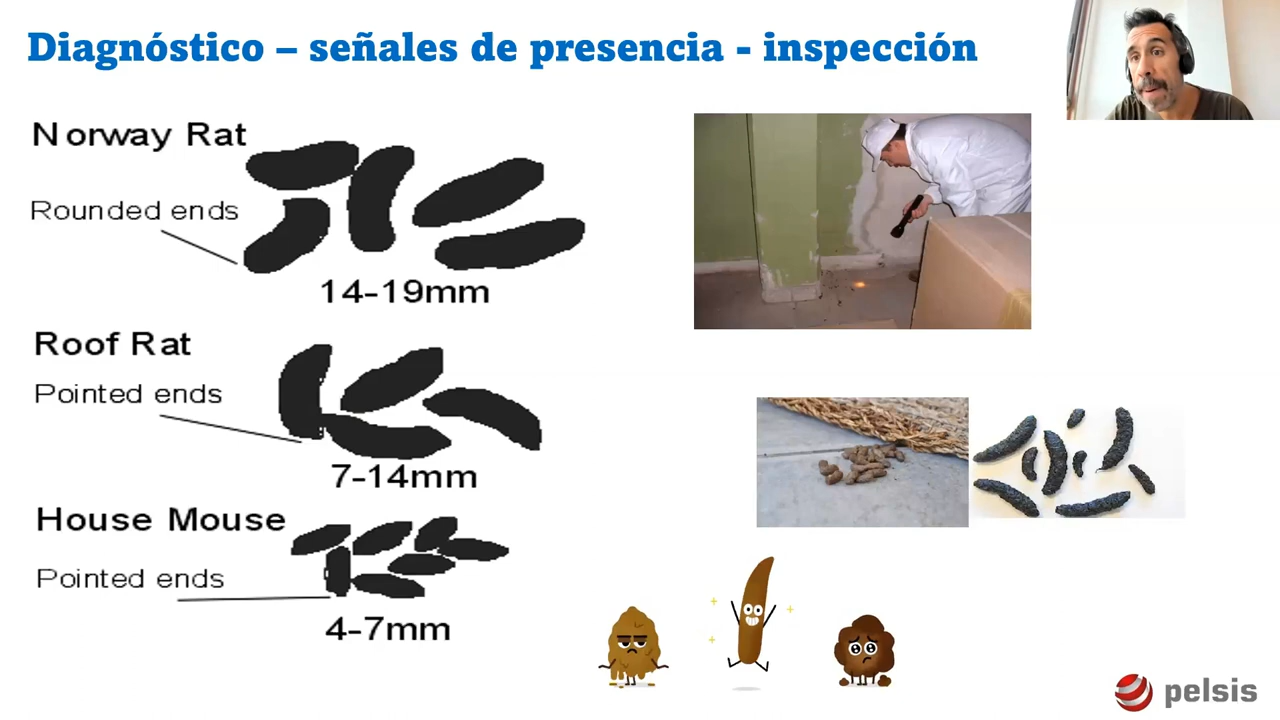 Diagnóstico – señales de presencia - inspección
Norway Rat
Rounded ends
14-19mm
Roof Rat
Pointed ends
7-14mm
House Mouse
Pointed ends
4-7mm
pelsis